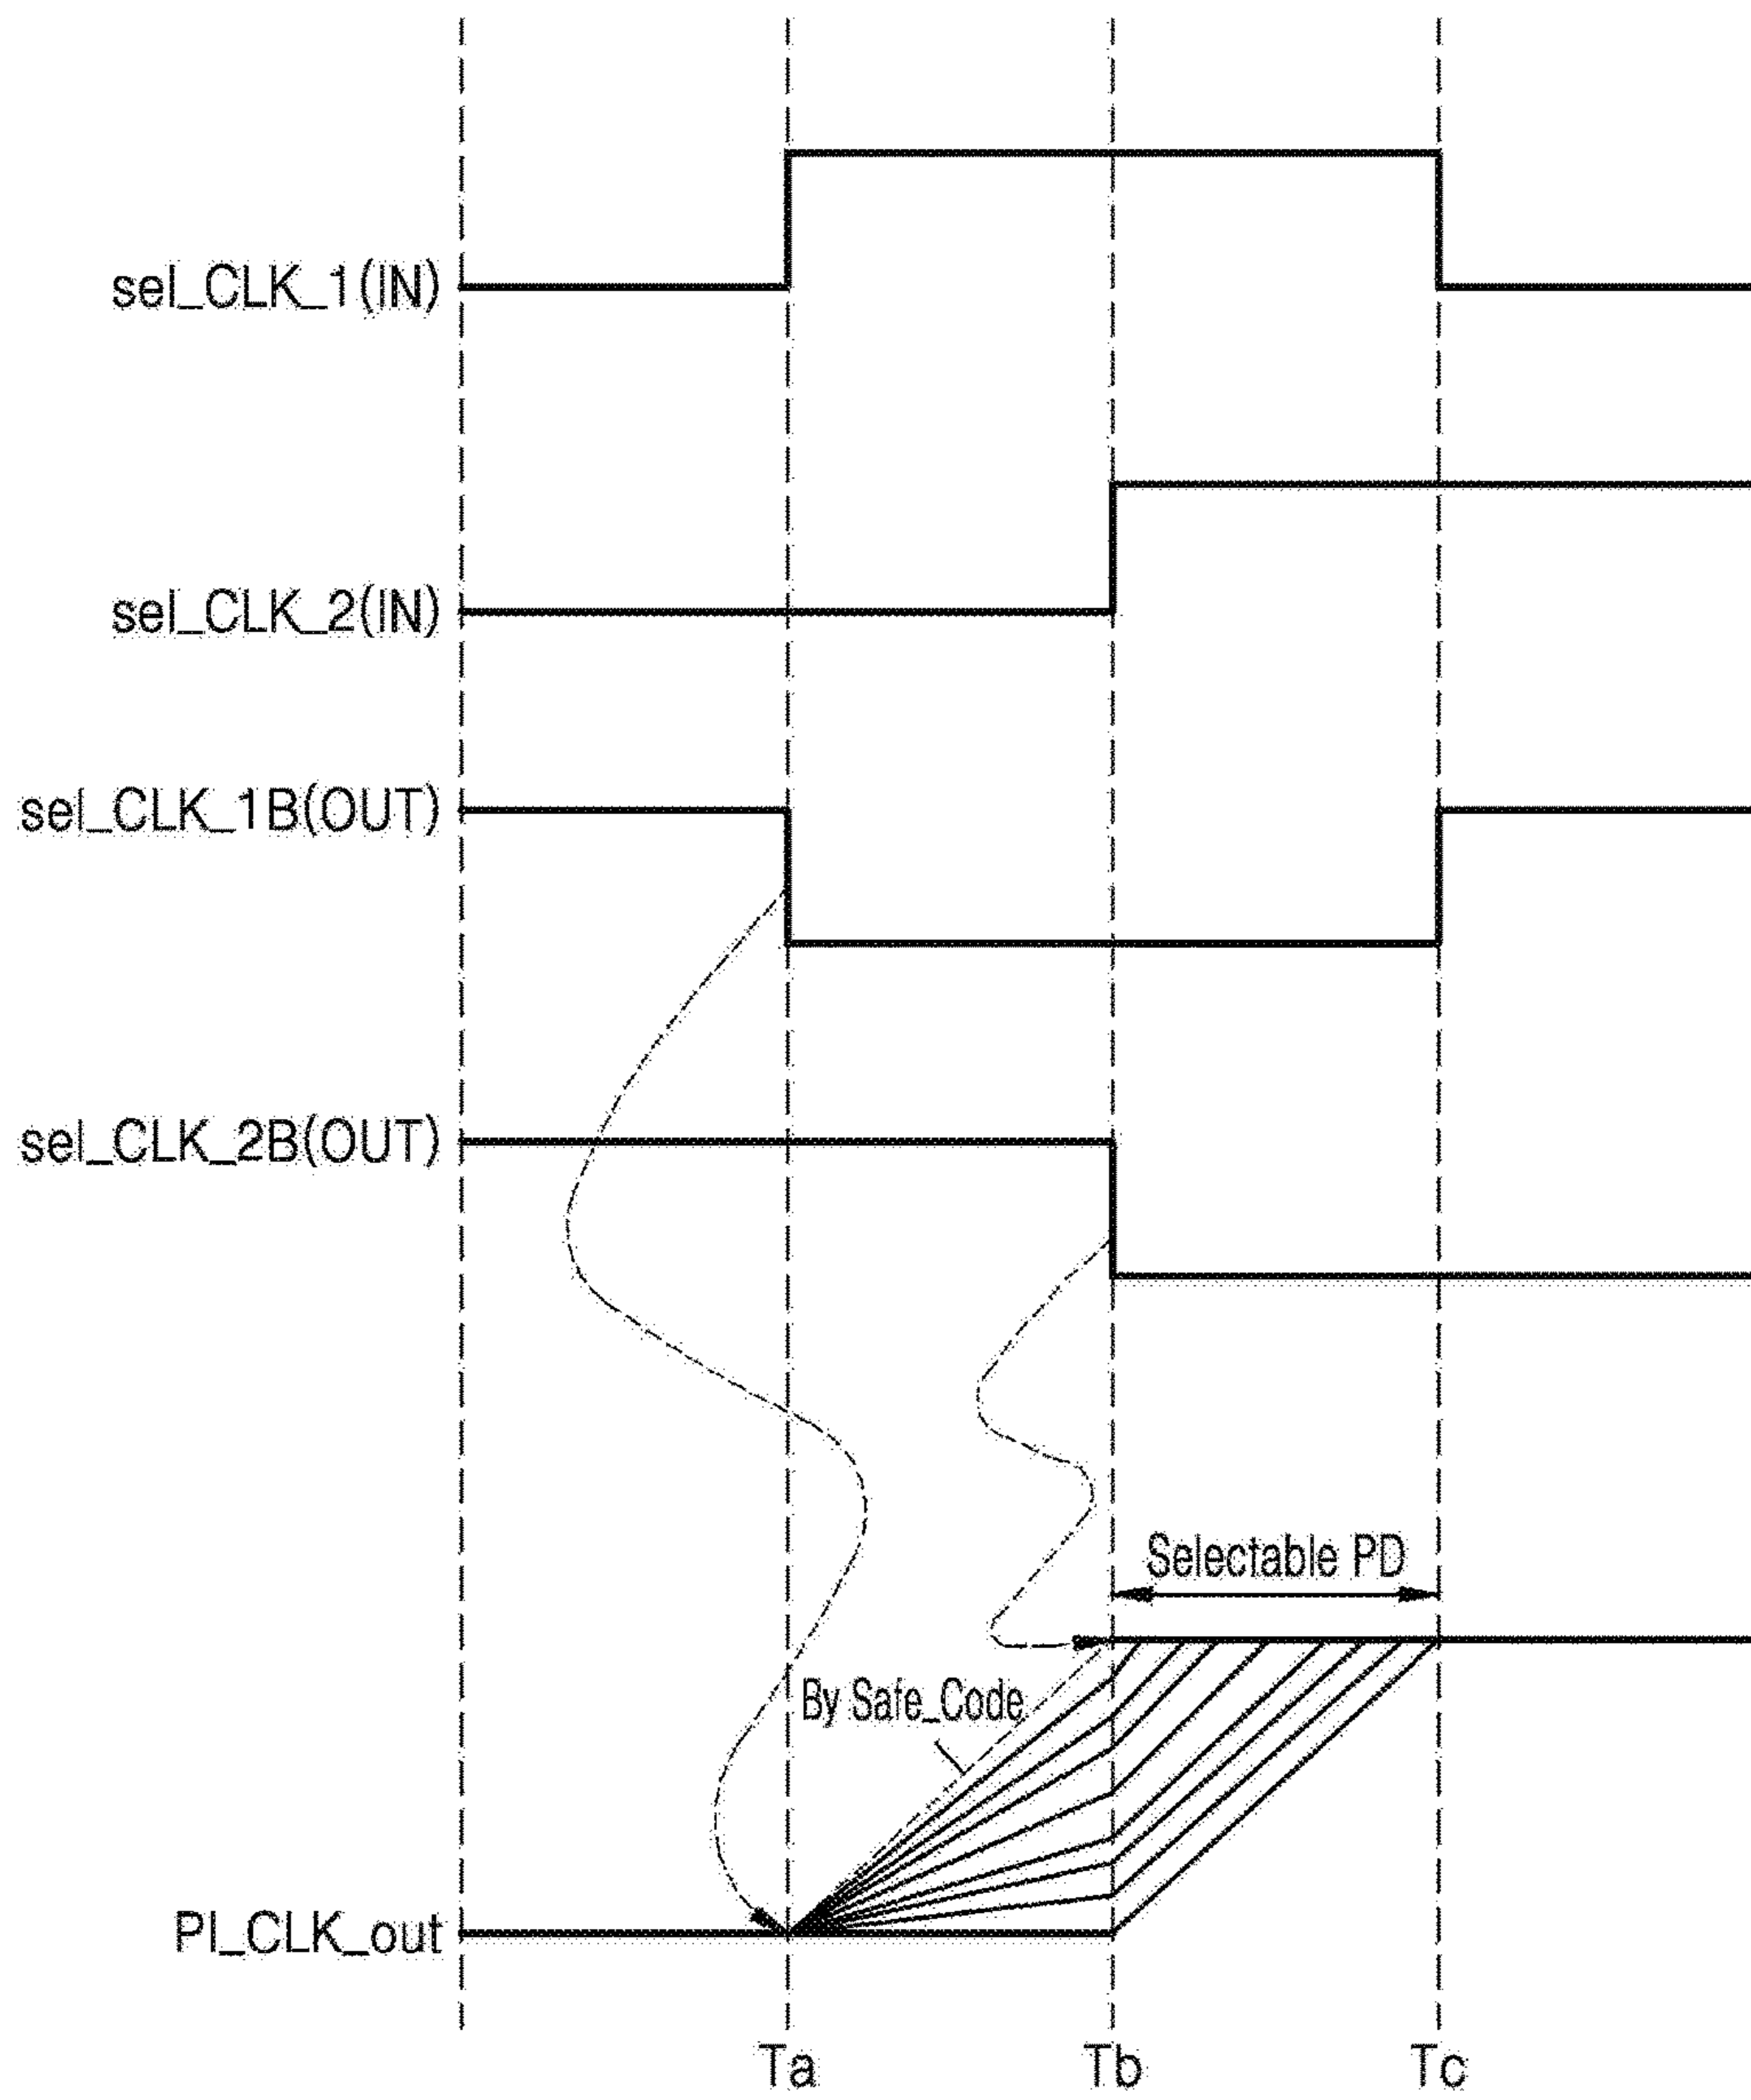 sel_CLK_1(IN)
sel_CLK_2(IN)
sel_CLK_1B(OUT)
sel_CLK_2B(OUT)
Selectable PD
By Safe_Code
PI_CLK_out
Ta Tb Tc